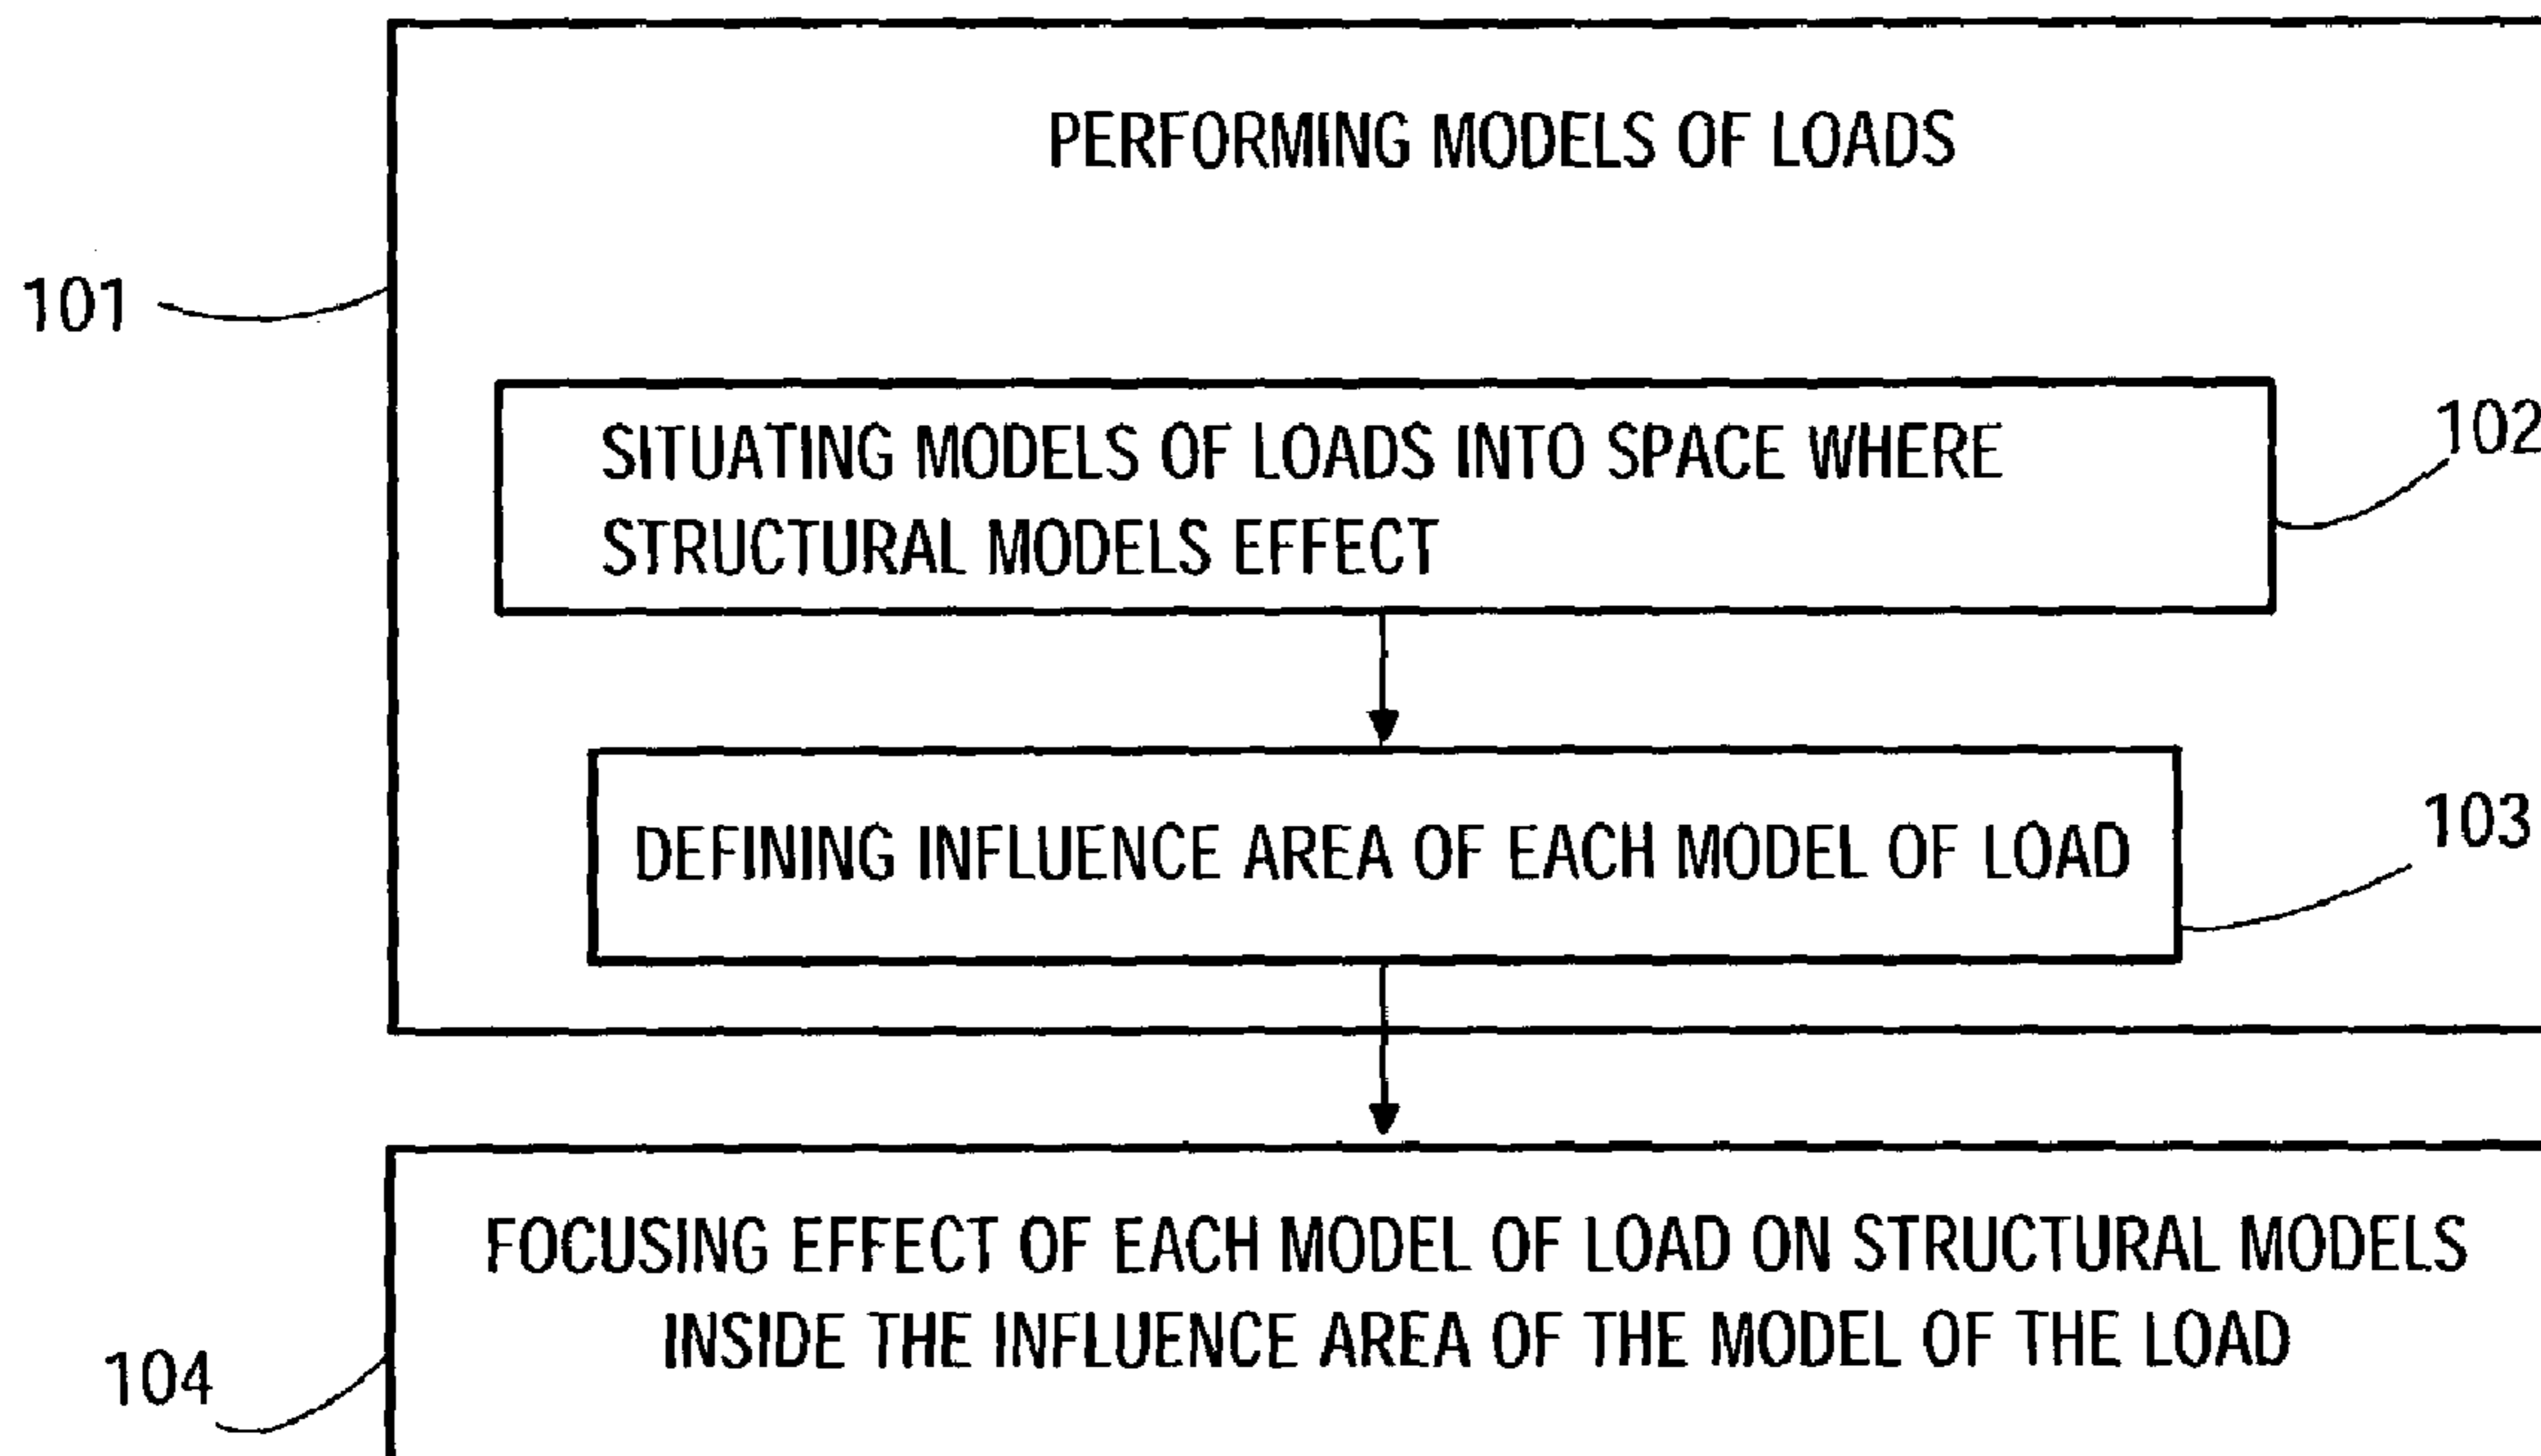 PERFORMING MODELS OF LOADS
101
SITUATING MODELS OF LOADS INTO SPACE WHERE
STRUCTURAL MODELS EFFECT
102
DEFINING INFLUENCE AREA OF EACH MODEL OF LOAD
103
FOCUSING EFFECT OF EACH MODEL OF LOAD ON STRUCTURAL MODELS
INSIDE THE INFLUENCE AREA OF THE MODEL OF THE LOAD
104